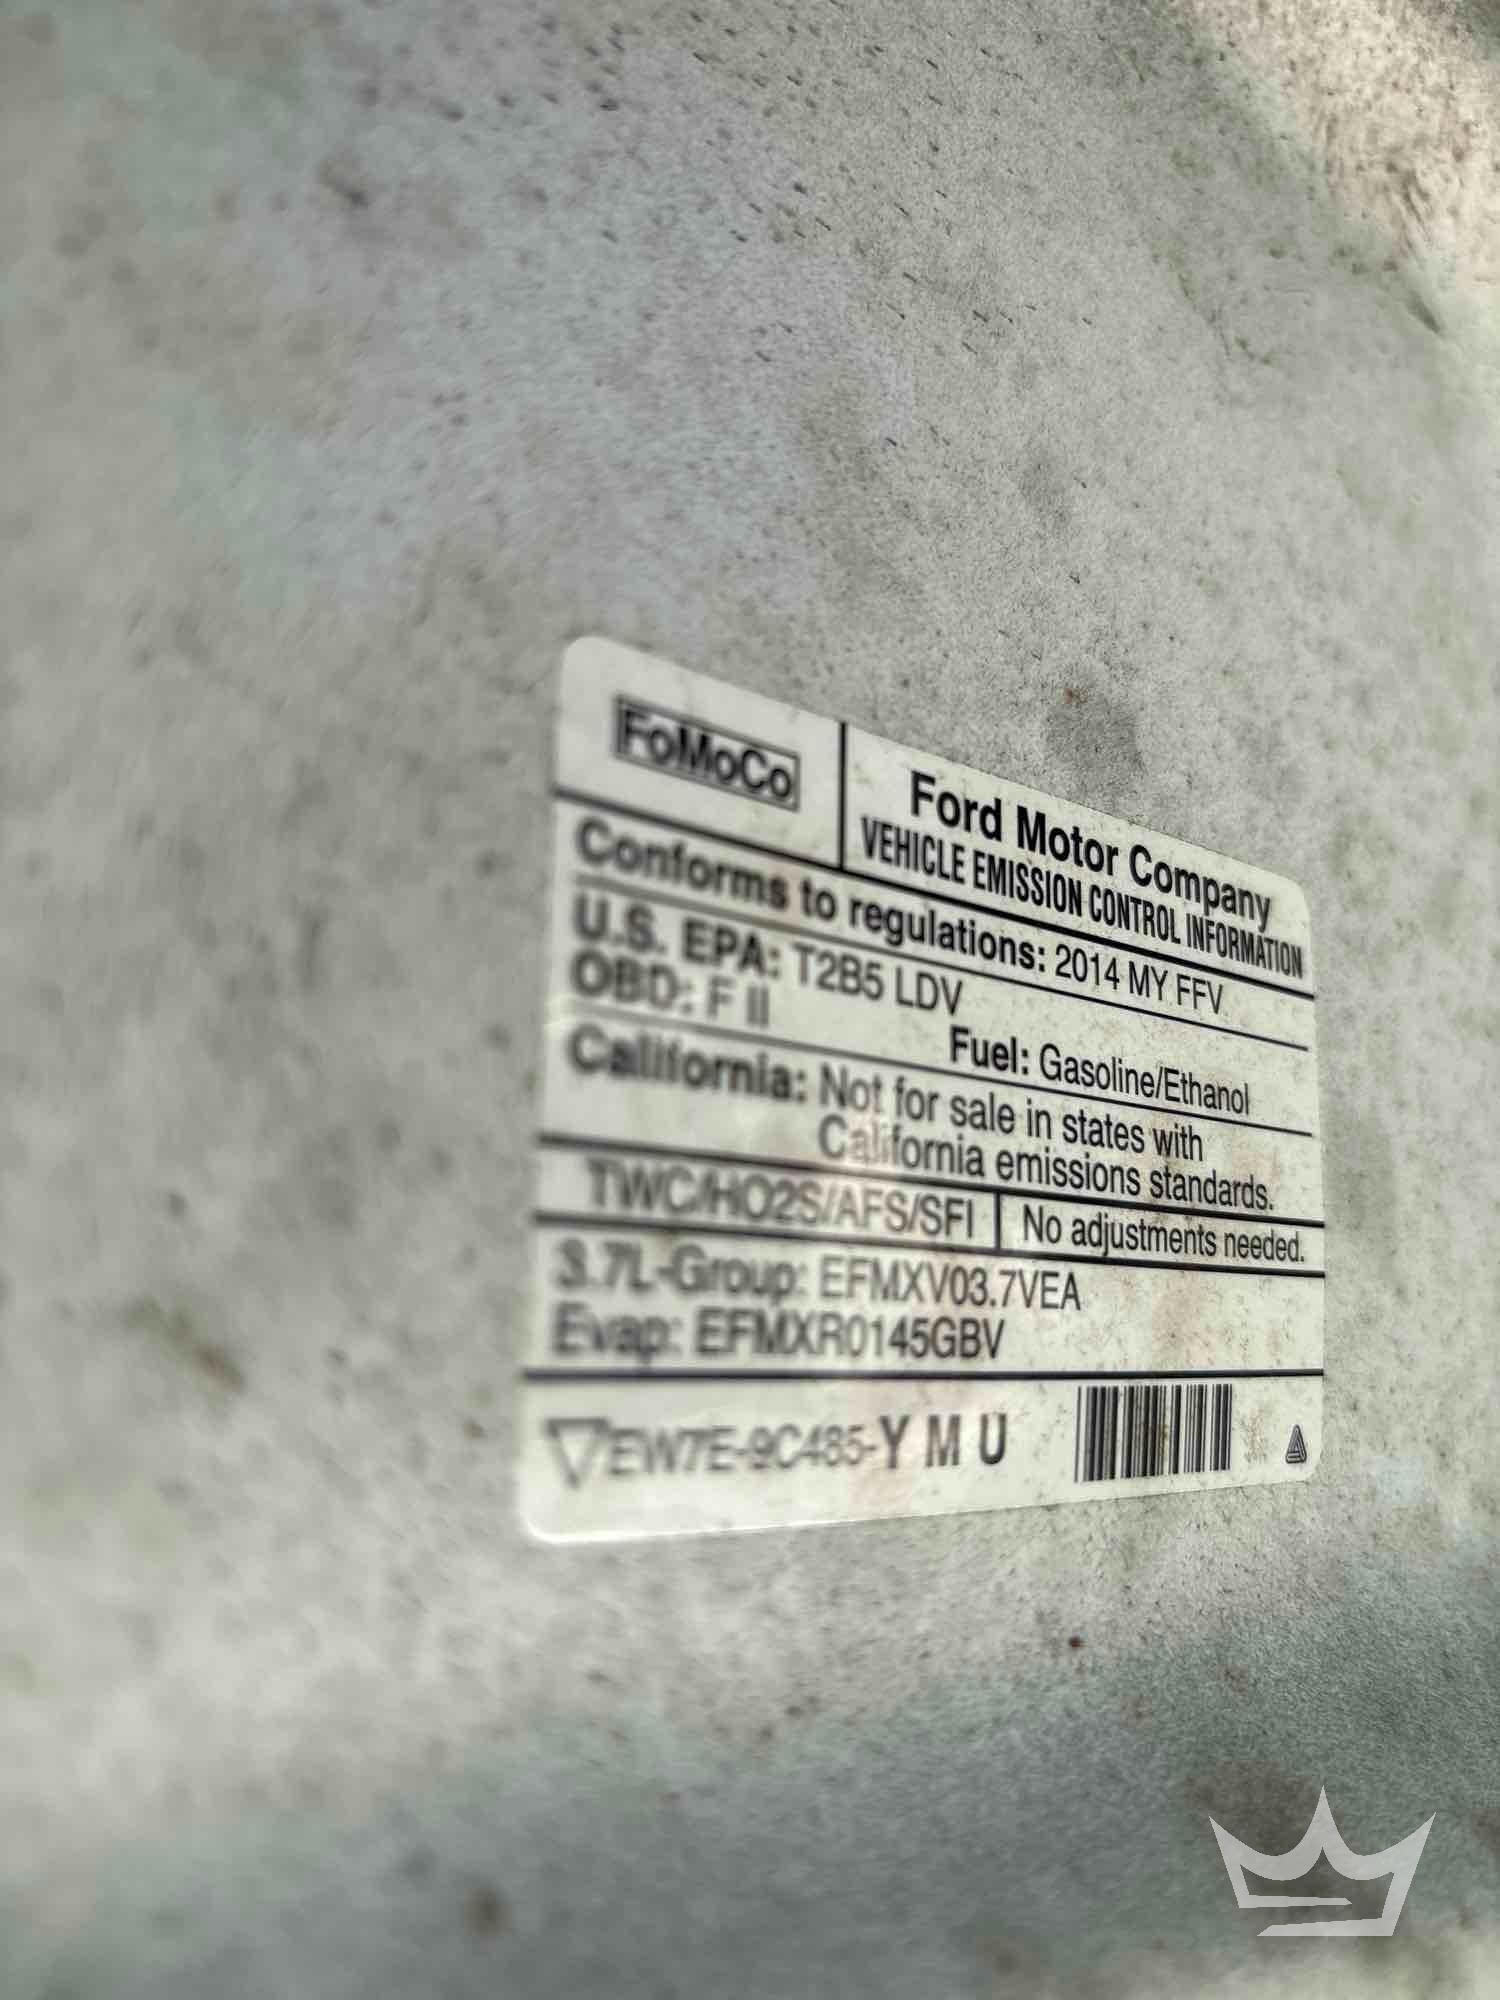 FoMoCo
Ford Motor Company
VEHICLE EMISSION CONTROL INFORMATION
Conforms to regulations: 2014 MY FFV
U.S. EPA: T2B5 LDV
OBD: F II
Fuel: Gasoline/Ethanol
California: Not for sale in states with
California emissions standards.
TWC/HO2S/AFS/SFI
No adjustments needed.
3.7L-Group: EFMXV03.7VEA
Evap: EFMXR0145GBV
EW7E-9C485-Y M U